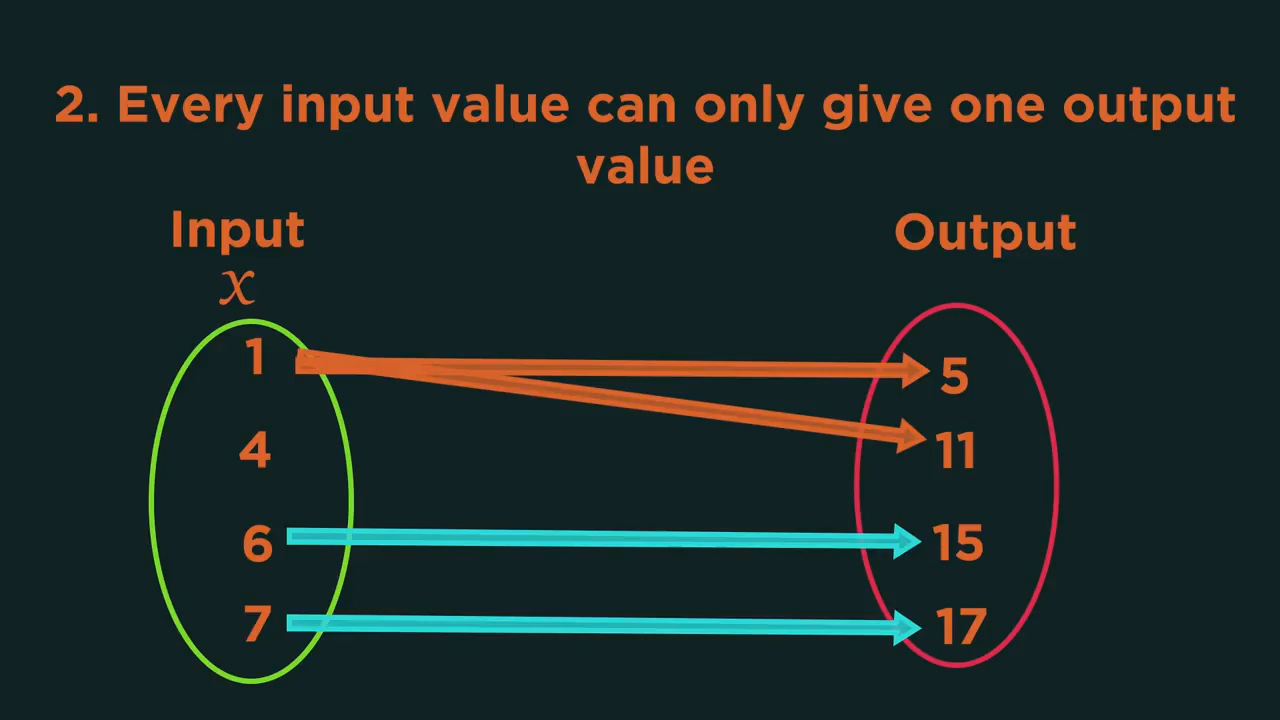 2. Every input value can only give one output
value
Input
Output
x
1
5
4
11
6
15
7
17